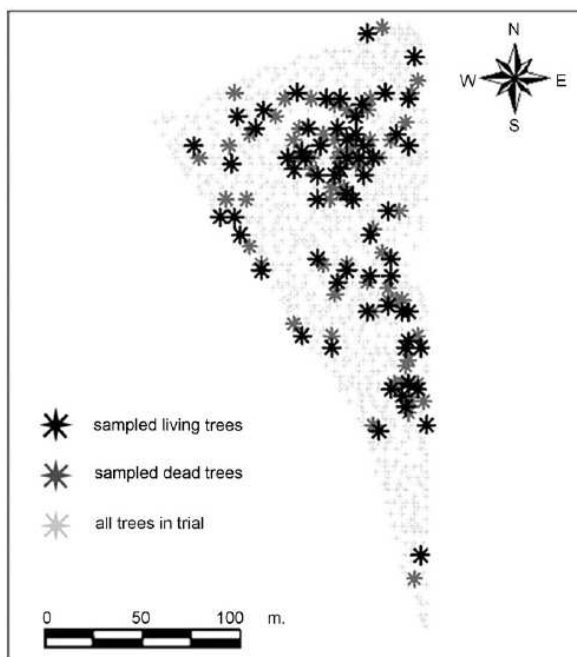 N
W E
S
sampled living trees
sampled dead trees
all trees in trial
0 50 100 m.